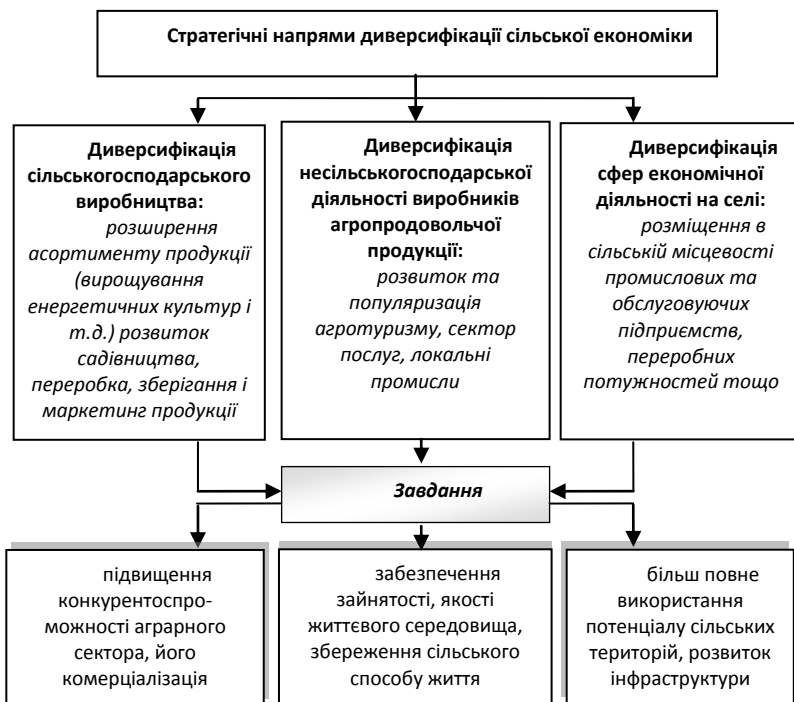 Стратегічні напрями диверсифікації сільської економіки
Диверсифікація
сільськогосподарського
виробництва:
розширення
асортименту продукції
(вирощування
енергетичних культур і
т.д.) розвиток
садівництва,
переробка, зберігання і
маркетинг продукції
Диверсифікація
несільськогосподарської
діяльності виробників
агропродовольчої
продукції:
розвиток та
популяризація
агротуризму, сектор
послуг, локальні
промисли
Диверсифікація
сфер економічної
діяльності на селі:
розміщення в
сільській місцевості
промислових та
обслуговуючих
підприємств,
переробних
потужностей тощо
Завдання
підвищення
конкурентоспро-
можності аграрного
сектора, його
комерціалізація
забезпечення
зайнятості, якості
життєвого середовища,
збереження сільського
способу життя
більш повне
використання
потенціалу сільських
територій, розвиток
інфраструктури